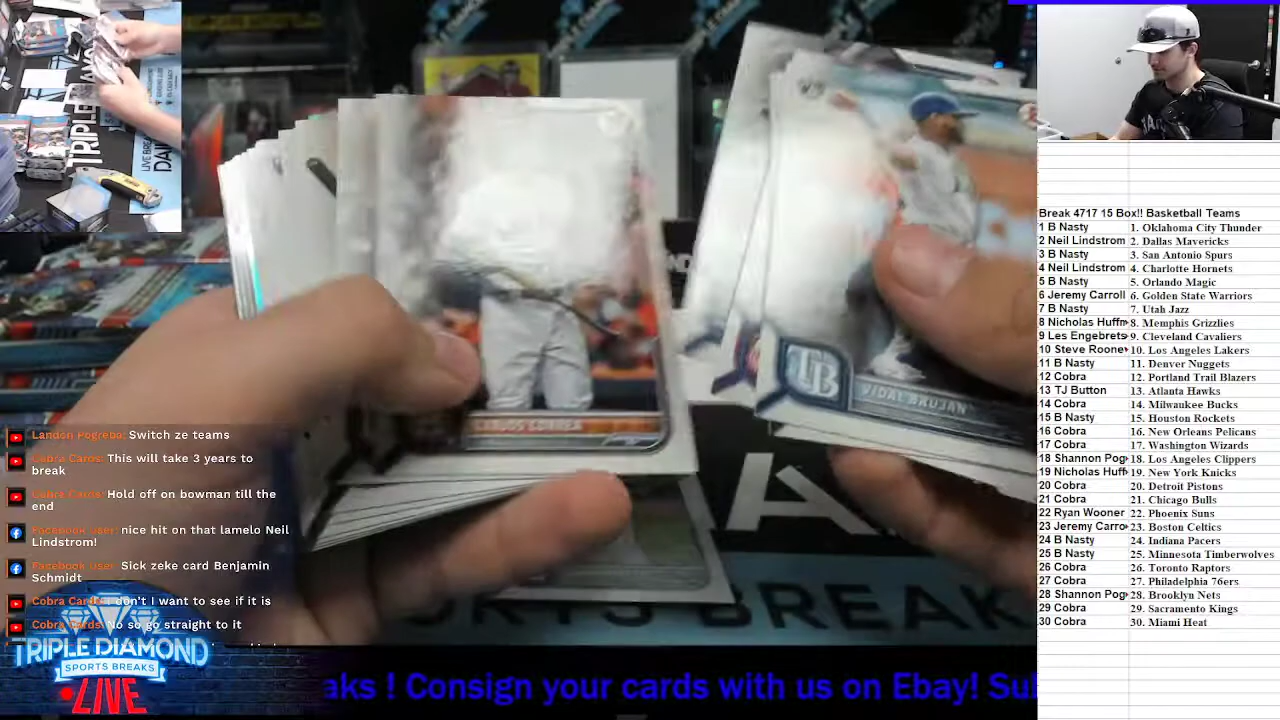 Break 4717 15 Box!! Basketball Teams
1 B Nasty 1. Oklahoma City Thunder
2 Neil Lindstrom 2. Dallas Mavericks
3 B Nasty 3. San Antonio Spurs
4 Neil Lindstrom 4. Charlotte Hornets
5 B Nasty 5. Orlando Magic
6 Jeremy Carroll 6. Golden State Warriors
7 B Nasty 7. Utah Jazz
8 Nicholas Huffm 8. Memphis Grizzlies
9 Les Engebrets 9. Cleveland Cavaliers
10 Steve Roone 10. Los Angeles Lakers
11 B Nasty 11. Denver Nuggets
12 Cobra 12. Portland Trail Blazers
13 TJ Button 13. Atlanta Hawks
14 Cobra 14. Milwaukee Bucks
15 B Nasty 15. Houston Rockets
16 Cobra 16. New Orleans Pelicans
17 Cobra 17. Washington Wizards
18 Shannon Pog 18. Los Angeles Clippers
19 Nicholas Huff 19. New York Knicks
20 Cobra 20. Detroit Pistons
21 Cobra 21. Chicago Bulls
22 Ryan Wooner 22. Phoenix Suns
23 Jeremy Carro 23. Boston Celtics
24 B Nasty 24. Indiana Pacers
25 B Nasty 25. Minnesota Timberwolves
26 Cobra 26. Toronto Raptors
27 Cobra 27. Philadelphia 76ers
28 Shannon Pog 28. Brooklyn Nets
29 Cobra 29. Sacramento Kings
30 Cobra 30. Miami Heat
TRIPLE
LIVE BREA
DAI
CARLOS CORREA
TB
VIDAL BRUJAN
Landon Pogreba: Switch ze teams
Cobra Cards: This will take 3 years to
break
Cobra Cards: Hold off on bowman till the
end
Facebook User: nice hit on that lamelo Neil
Lindstrom!
Facebook User: Sick zeke card Benjamin
Schmidt
Cobra Cards: I don't want to see if it is
Cobra Cards: No so go straight to it
ORTS BREAK
TRIPLE DIAMOND
SPORTS BREAKS
LIVE
aks ! Consign your cards with us on Ebay! Su